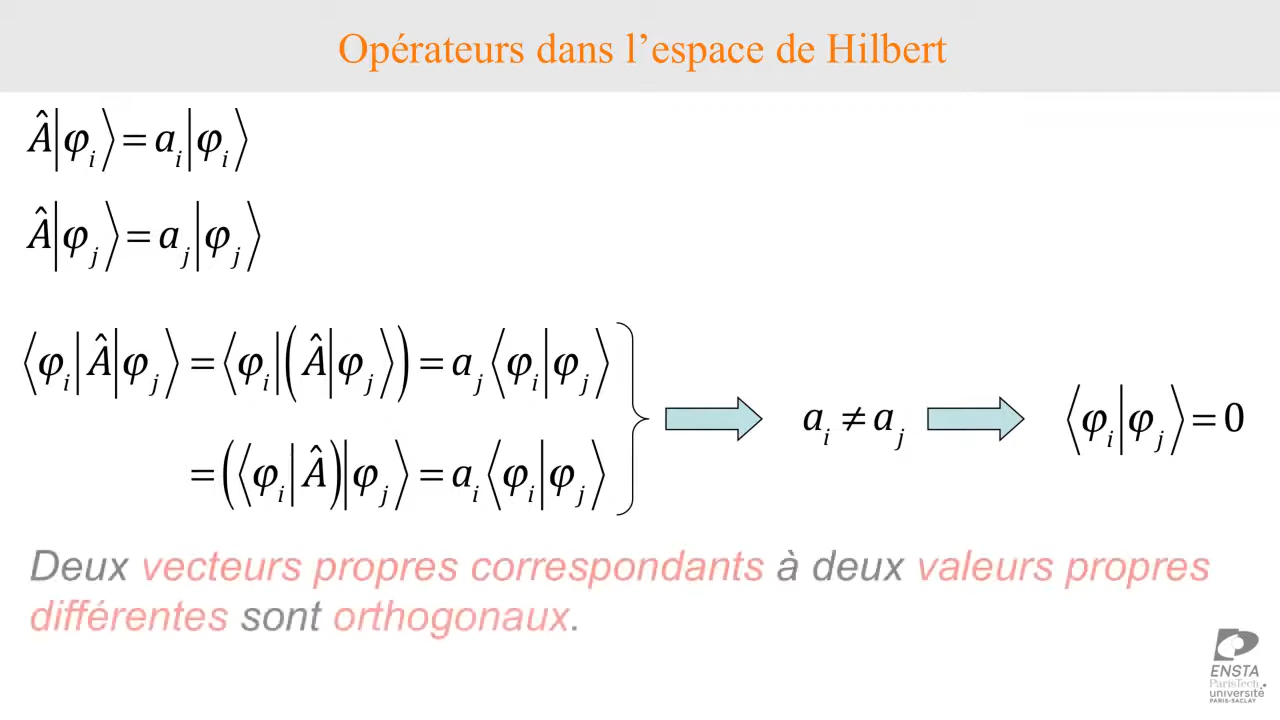 Opérateurs dans l’espace de Hilbert
Â|φᵢ⟩ = aᵢ|φᵢ⟩
Â|φⱼ⟩ = aⱼ|φⱼ⟩
⟨φᵢ|Â|φⱼ⟩ = ⟨φᵢ|(Â|φⱼ⟩) = aⱼ⟨φᵢ|φⱼ⟩
= (⟨φᵢ|Â)|φⱼ⟩ = aᵢ⟨φᵢ|φⱼ⟩
aᵢ ≠ aⱼ
⟨φᵢ|φⱼ⟩ = 0
Deux vecteurs propres correspondants à deux valeurs propres
différentes sont orthogonaux.
ENSTA
ParisTech
université
PARIS-SACLAY